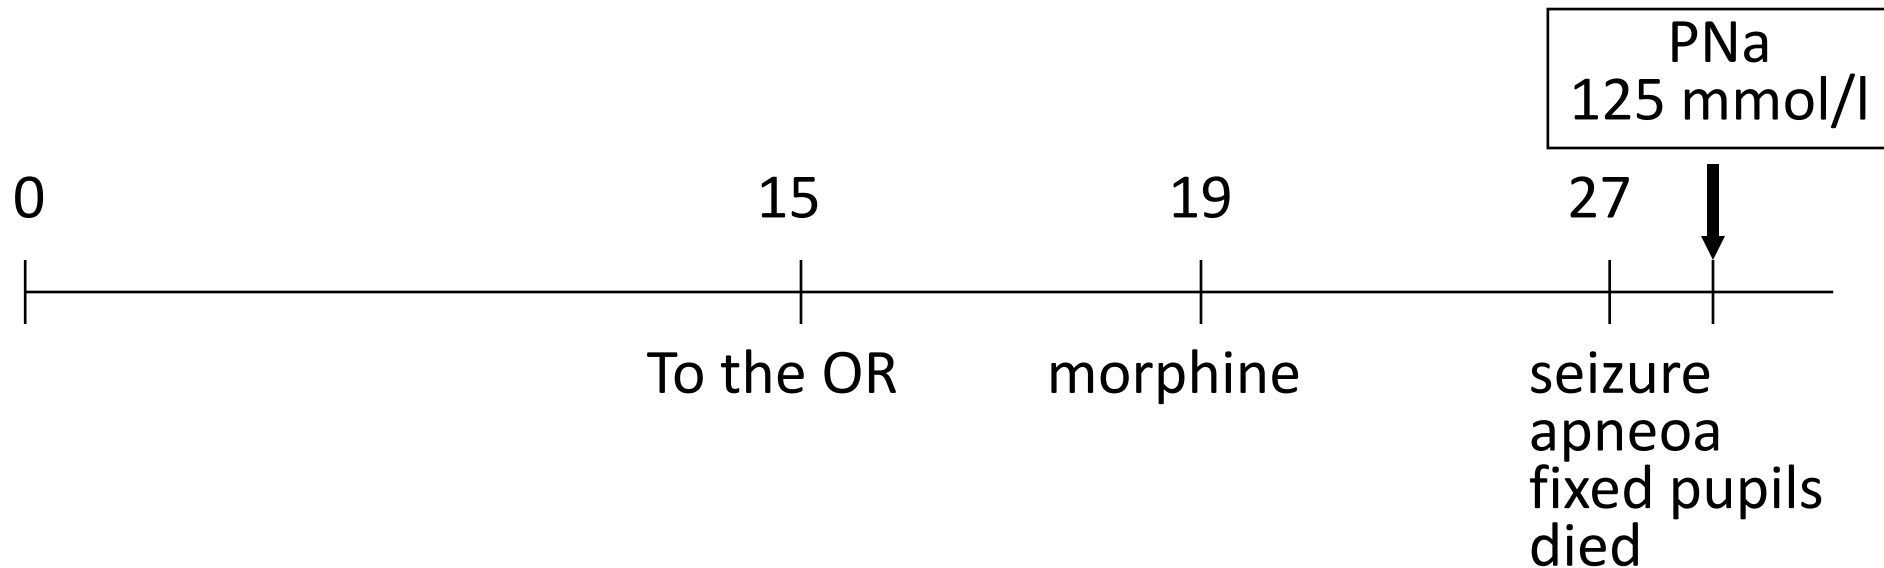 PNa
125 mmol/l
0
15
19
27
To the OR
morphine
seizure
apneoa
fixed pupils
died